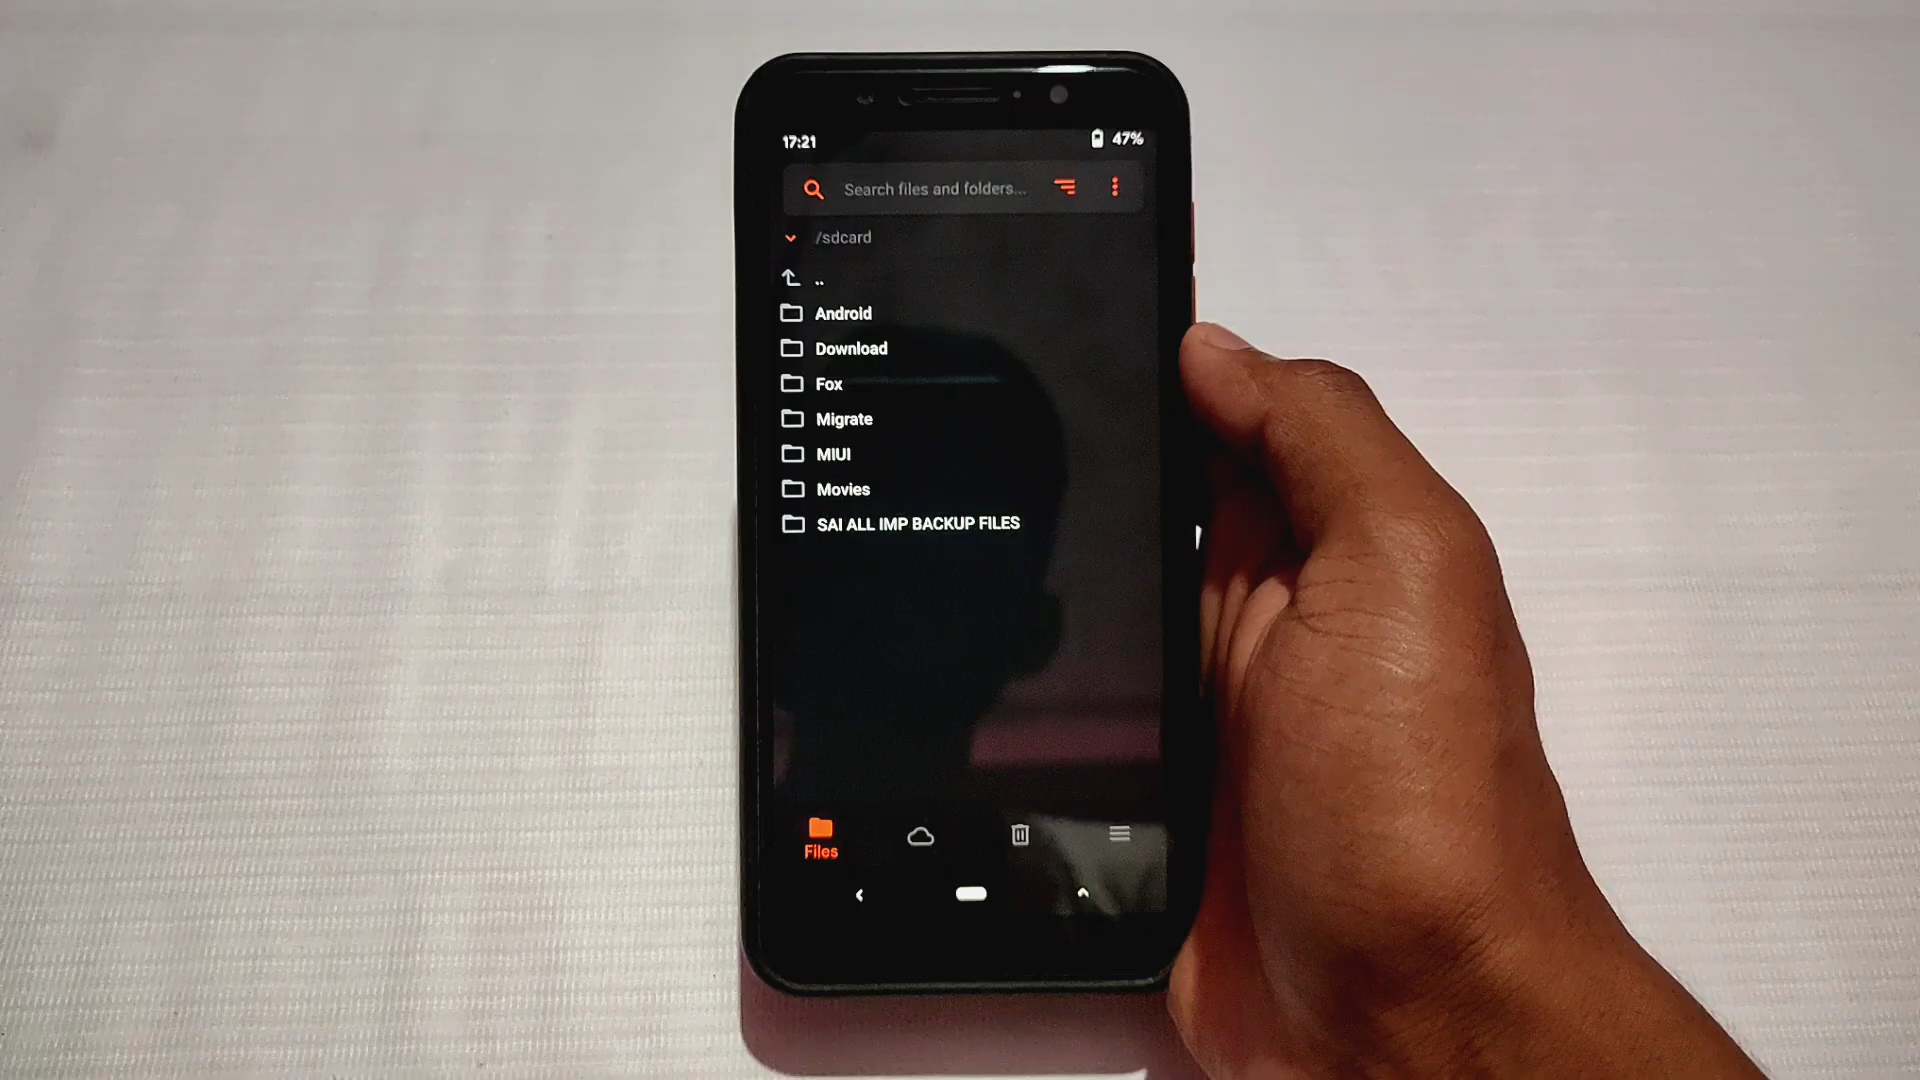 17:21 47%
Search files and folders...
/sdcard
..
Android
Download
Fox
Migrate
MIUI
Movies
SAI ALL IMP BACKUP FILES
Files